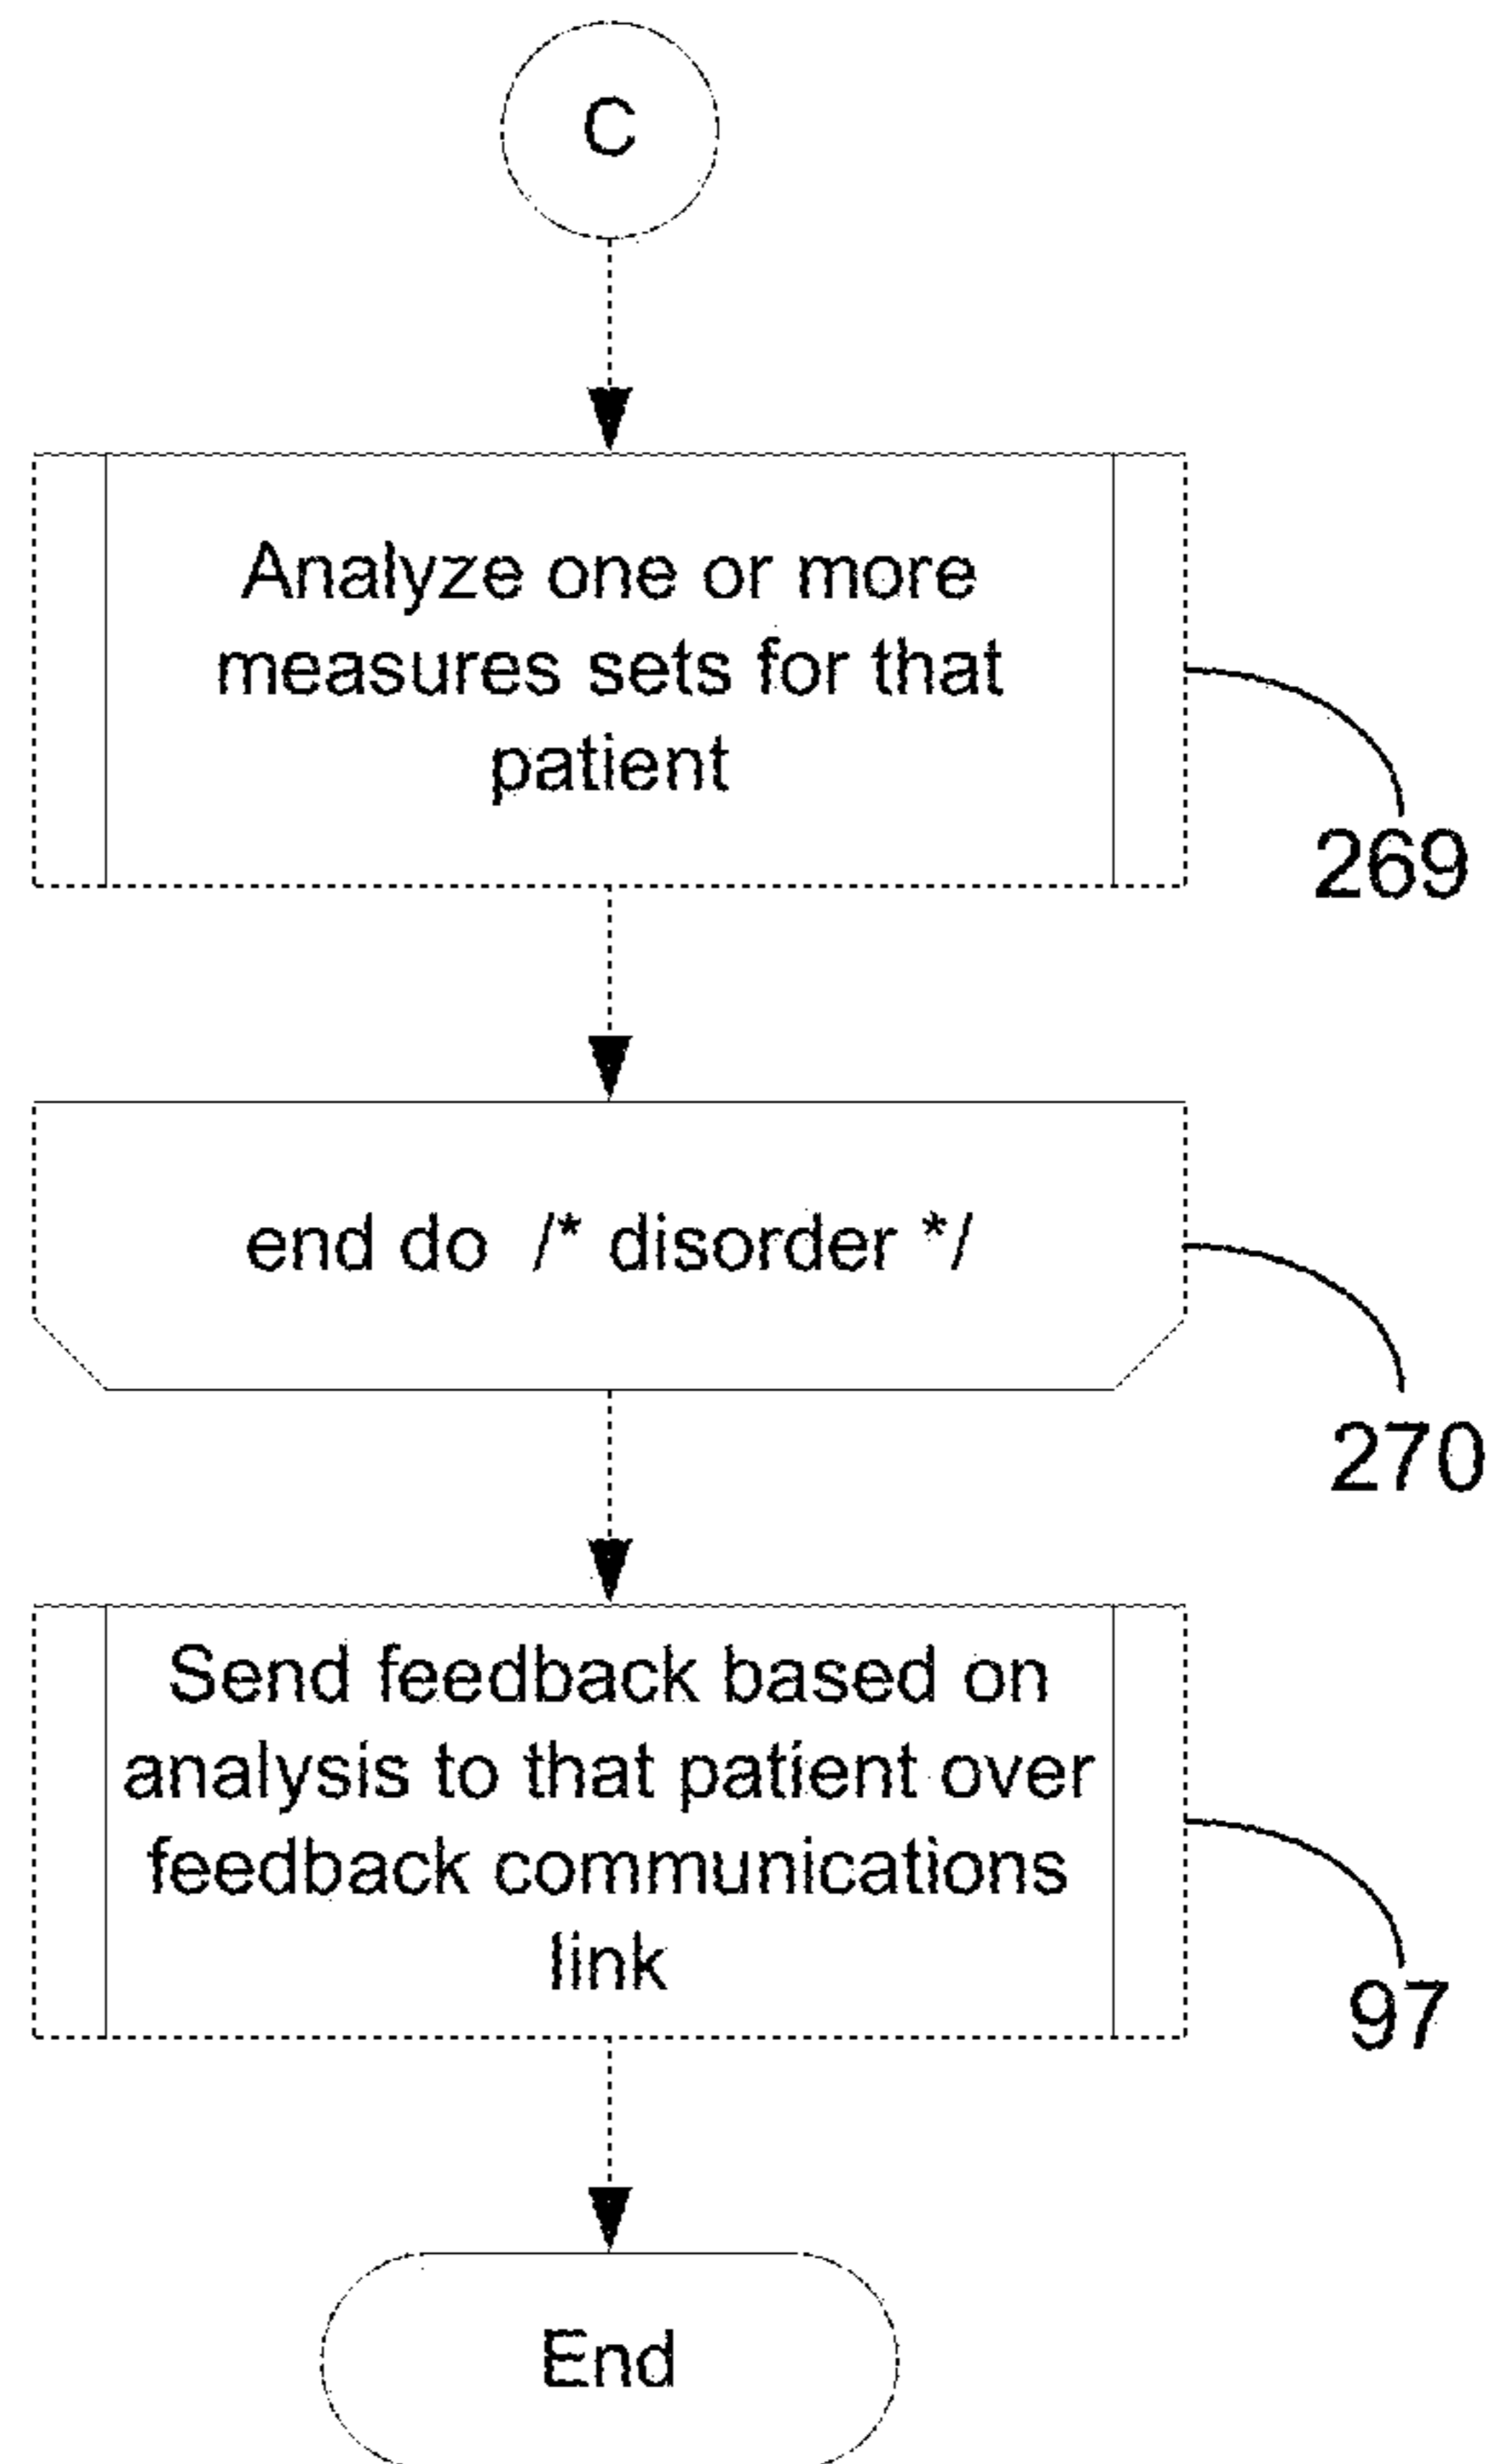 C
Analyze one or more
measures sets for that
patient
269
end do /* disorder */
270
Send feedback based on
analysis to that patient over
feedback communications
link
97
End